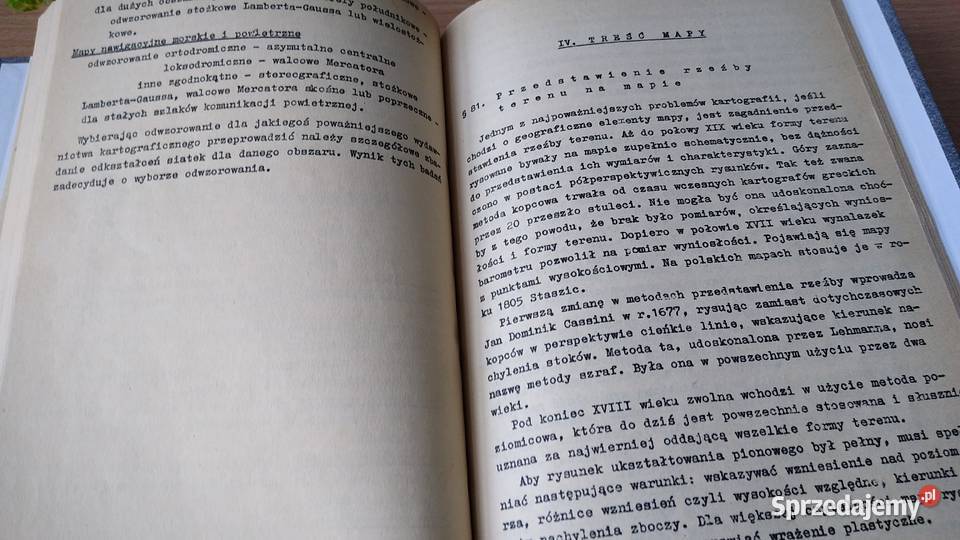 dla dużych
południkowe -
odwzorowanie stożkowe Lamberta-Gaussa lub wielostoż-
kowe.
Mapy nawigacyjne morskie i powietrzne
odwzorowanie ortodromiczne - azymutalne centralne
loksodromiczne - walcowe Mercatora
inne zgodnokątne - stereograficzne, stożkowe
Lamberta-Gaussa, walcowe Mercatora skośne lub poprzeczne -
dla stałych szlaków komunikacji powietrznej.
Wybierając odwzorowanie dla jakiegoś poważniejszego wydaw-
nictwa kartograficznego przeprowadzić należy szczegółowe zba-
danie odkształceń siatek dla danego obszaru. Wynik tych badań
zadecyduje o wyborze odwzorowania.
IV. TREŚĆ MAPY
§ 81. Przedstawienie rzeźby
terenu na mapie
Jednym z najpoważniejszych problemów kartografii, jeśli
chodzi o geograficzne elementy mapy, jest zagadnienie przed-
stawienia rzeźby terenu. Aż do połowy XIX wieku formy terenu
rysowane bywały na mapie zupełnie schematycznie, bez dążności
do przedstawienia ich wymiarów i charakterystyki. Góry zazna-
czono w postaci półperspektywicznych rysunków. Tak też zwana
metoda kopcowa trwała od czasu wczesnych kartografów greckich
przez 20 przeszło stuleci. Nie mogła być ona udoskonalona choć-
by z tego powodu, że brak było pomiarów, określających wynios-
łości i formy terenu. Dopiero w połowie XVII wieku wynalazek
barometru pozwolił na pomiar wyniosłości. Pojawiają się mapy
z punktami wysokościowymi. Na polskich mapach stosuje je w ro-
ku 1805 Staszic.
Pierwszą zmianę w metodach przedstawienia rzeźby wprowadza
Jan Dominik Cassini w r.1677, rysując zamiast dotychczasowych
kopców w perspektywie cieńkie linie, wskazujące kierunek na-
chylenia stoków. Metoda ta, udoskonalona przez Lehmanna, nosi
nazwę metody szraf. Była ona w powszechnym użyciu przez dwa
wieki.
Pod koniec XVIII wieku zwolna wchodzi w użycie metoda po-
ziomicowa, która do dziś jest powszechnie stosowana i słusznie
uznana za najwierniej oddającą wszelkie formy terenu.
Aby rysunek ukształtowania pionowego był pełny, musi speł-
niać następujące warunki: wskazywać wzniesienie nad poziom
rza, różnice wzniesień czyli wysokości względne, kierunki
nachylenia zboczy. Dla większej
wrażenie plastyczne.
Sprzedajemy.pl